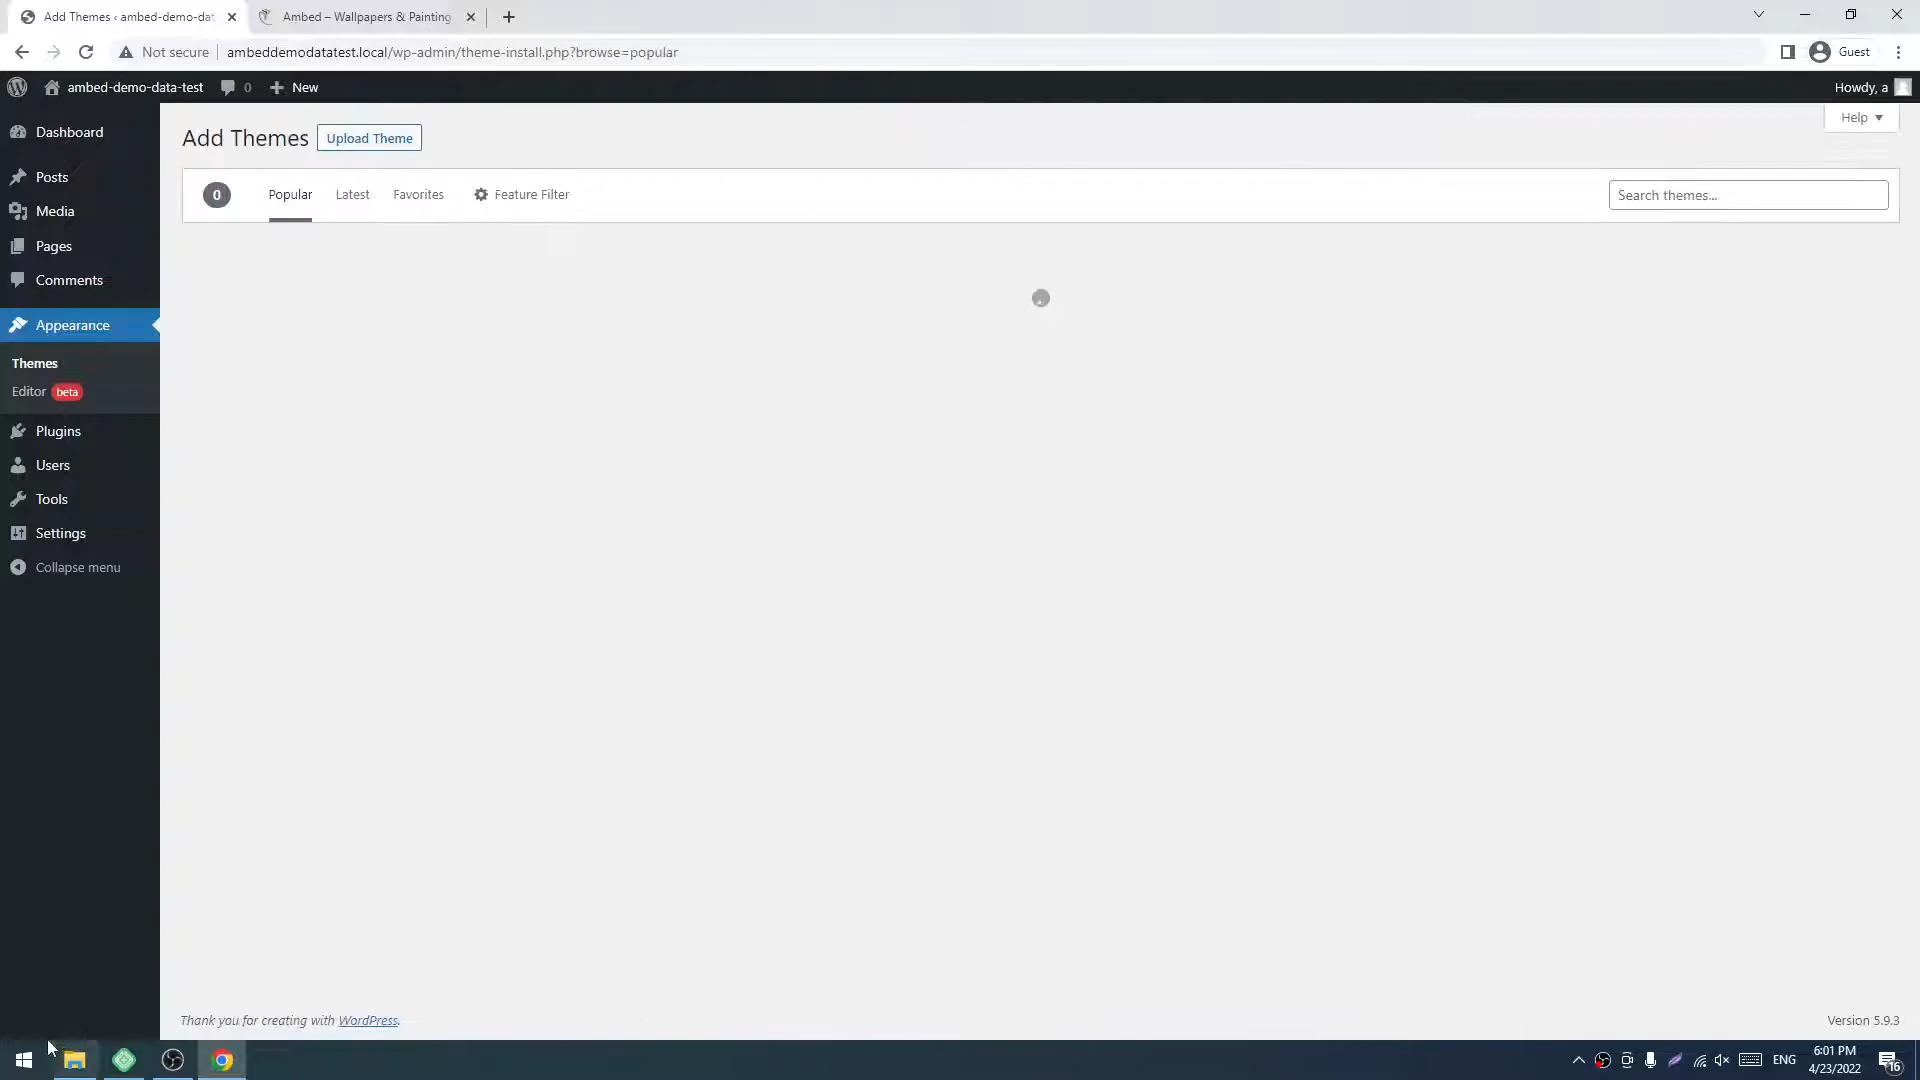 Add Themes ‹ ambed-demo-dat
Ambed – Wallpapers & Painting
Not secure
ambeddemodatatest.local/wp-admin/theme-install.php?browse=popular
Guest
ambed-demo-data-test
0
New
Howdy, a
Dashboard
Posts
Media
Pages
Comments
Appearance
Themes
Editor beta
Plugins
Users
Tools
Settings
Collapse menu
Add Themes
Upload Theme
Help
0
Popular
Latest
Favorites
Feature Filter
Search themes...
Thank you for creating with WordPress.
Version 5.9.3
ENG
6:01 PM
4/23/2022
16